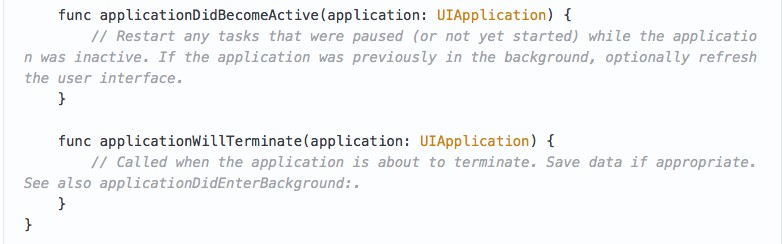 func applicationDidBecomeActive(application: UIApplication) {
// Restart any tasks that were paused (or not yet started) while the applicatio
n was inactive. If the application was previously in the background, optionally refresh
the user interface.
}
func applicationWillTerminate(application: UIApplication) {
// Called when the application is about to terminate. Save data if appropriate.
See also applicationDidEnterBackground:.
}
}